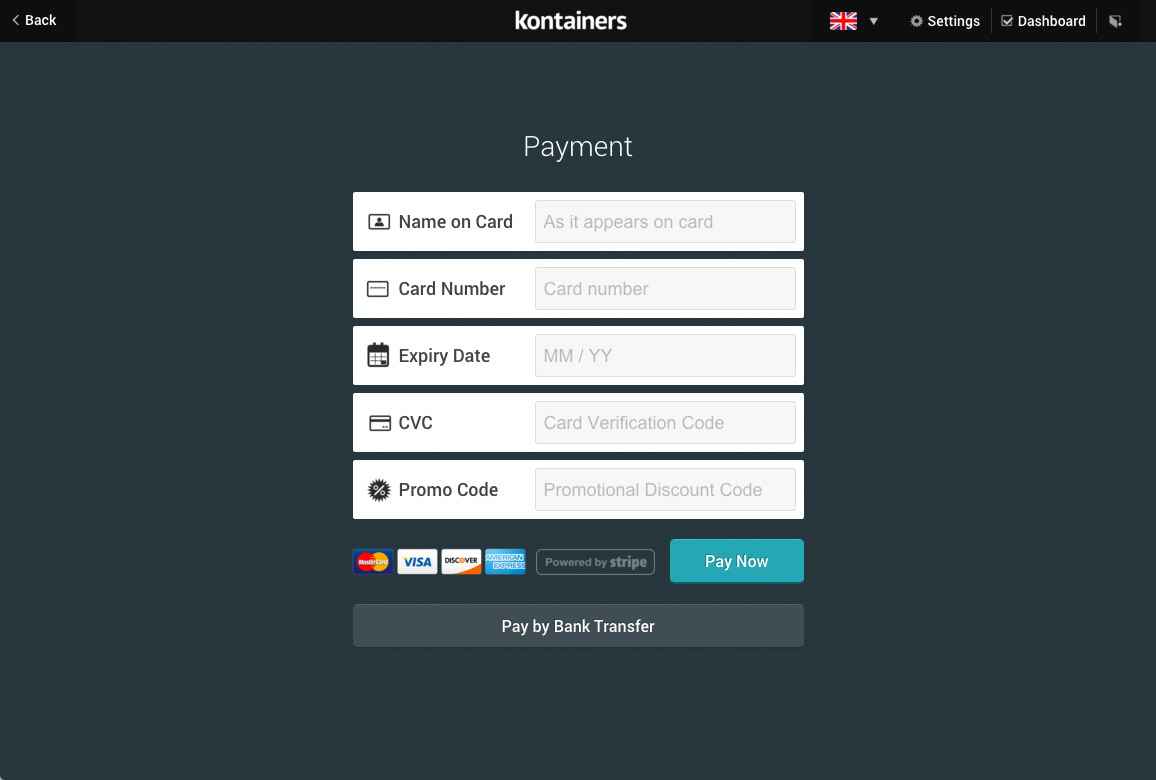 Back
kontainers
Settings
Dashboard
Payment
Name on Card
As it appears on card
Card Number
Card number
Expiry Date
MM / YY
CVC
Card Verification Code
Promo Code
Promotional Discount Code
MasterCard
VISA
DISCOVER
AMERICAN
EXPRESS
Powered by stripe
Pay Now
Pay by Bank Transfer